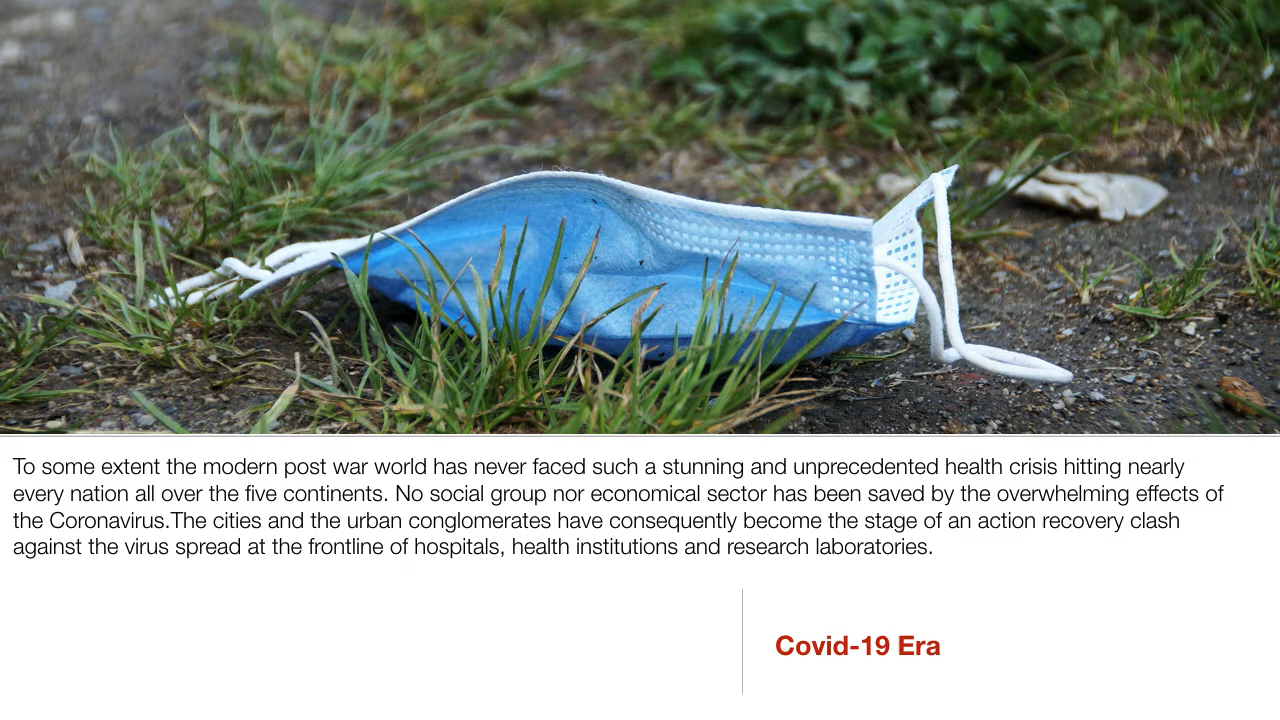 To some extent the modern post war world has never faced such a stunning and unprecedented health crisis hitting nearly
every nation all over the five continents. No social group nor economical sector has been saved by the overwhelming effects of
the Coronavirus.The cities and the urban conglomerates have consequently become the stage of an action recovery clash
against the virus spread at the frontline of hospitals, health institutions and research laboratories.
Covid-19 Era